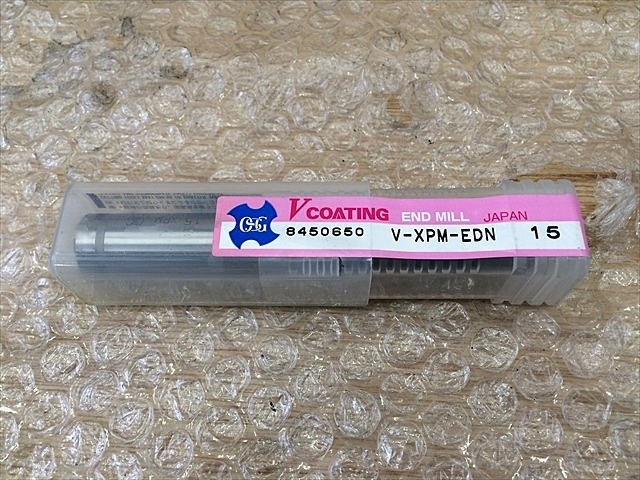 V COATING END MILL JAPAN
OSG 8450650 V-XPM-EDN 15